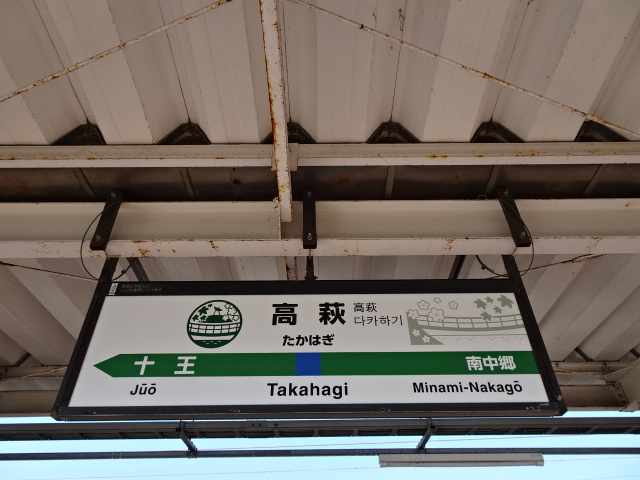 高萩
高萩
다카하기
たかはぎ
十王
南中郷
Jūō
Takahagi
Minami-Nakagō